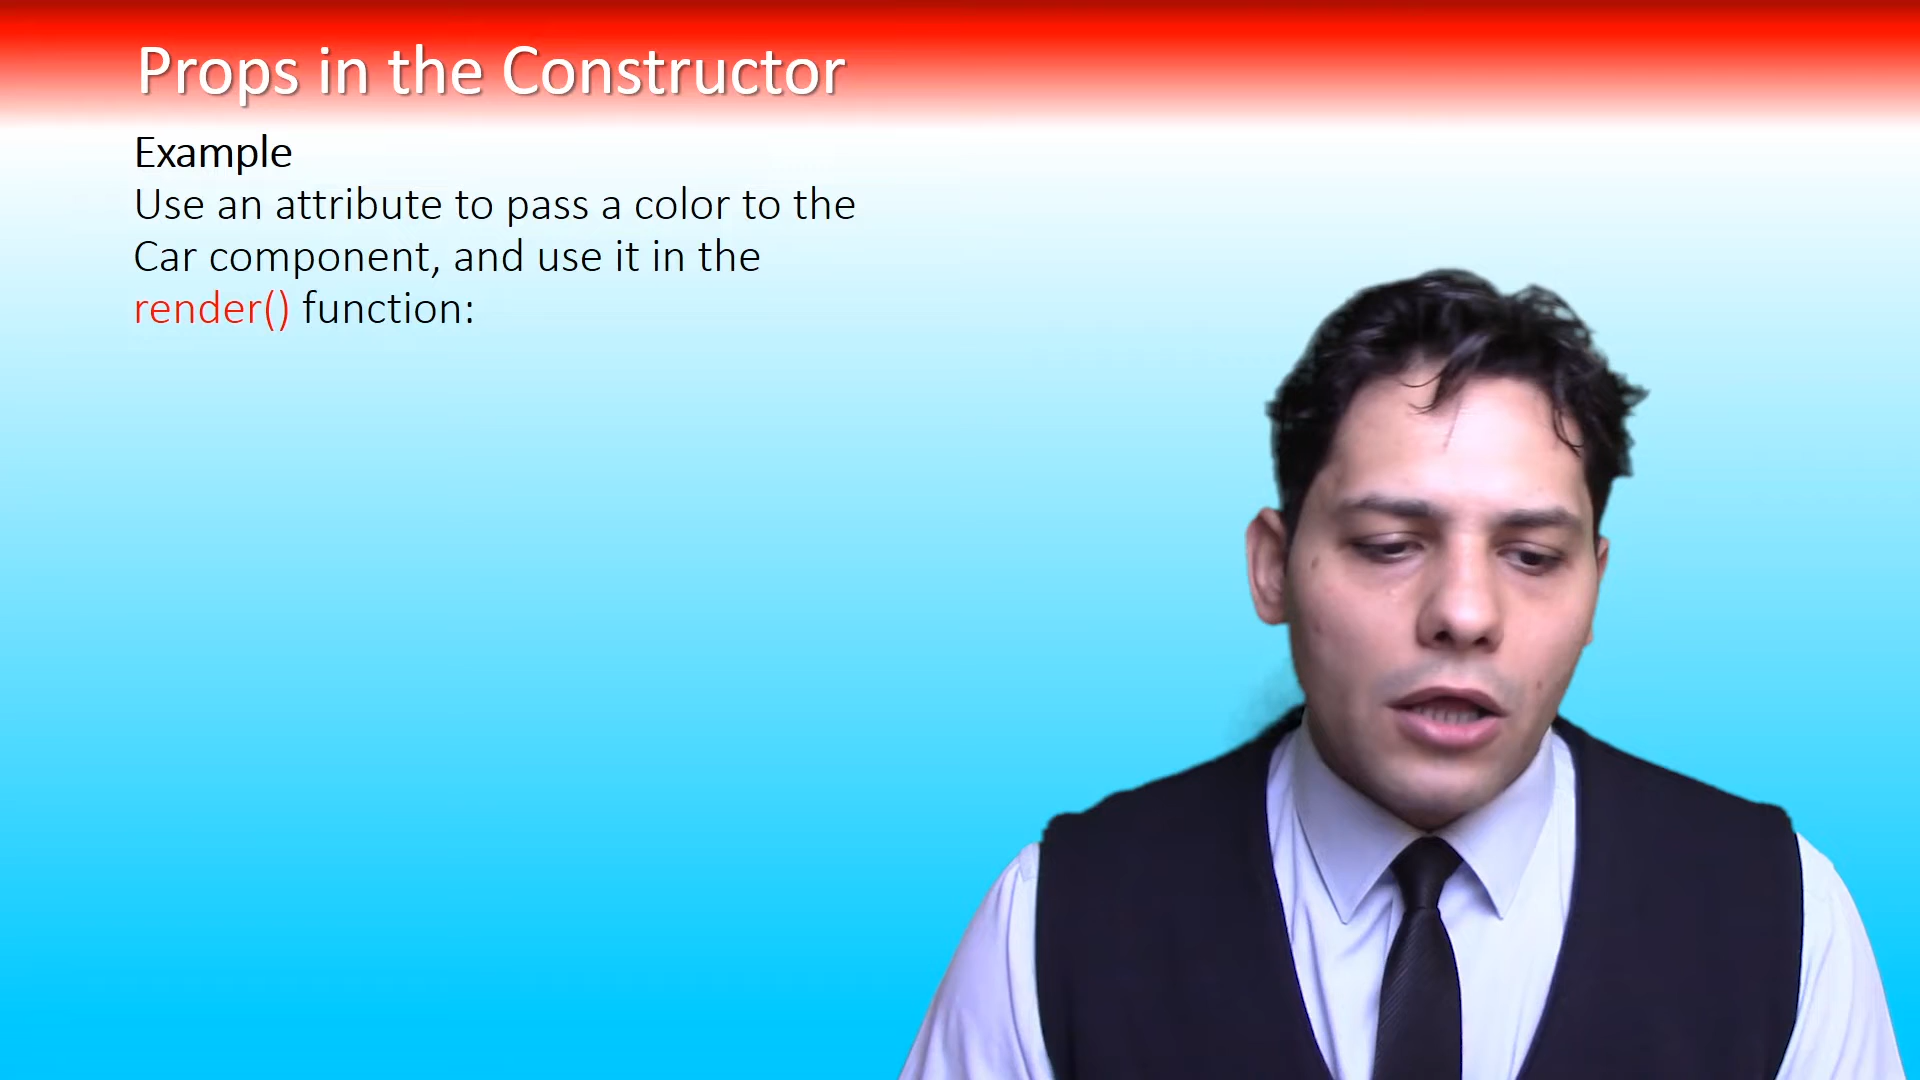 Props in the Constructor
Example
Use an attribute to pass a color to the
Car component, and use it in the
render() function: